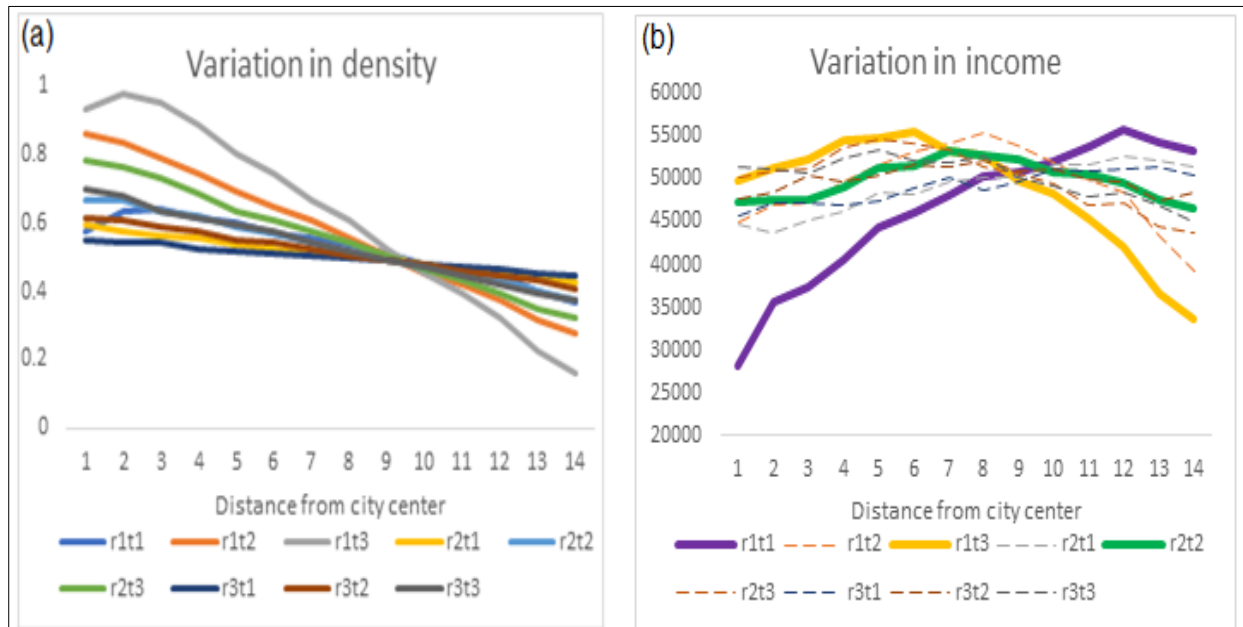 (a)
Variation in density
1
0.8
0.6
0.4
0.2
0
1 2 3 4 5 6 7 8 9 10 11 12 13 14
Distance from city center
r1t1 r1t2 r1t3 r2t1 r2t2
r2t3 r3t1 r3t2 r3t3
(b)
Variation in income
60000
55000
50000
45000
40000
35000
30000
25000
20000
1 2 3 4 5 6 7 8 9 10 11 12 13 14
Distance from city center
r1t1 r1t2 r1t3 r2t1 r2t2
r2t3 r3t1 r3t2 r3t3